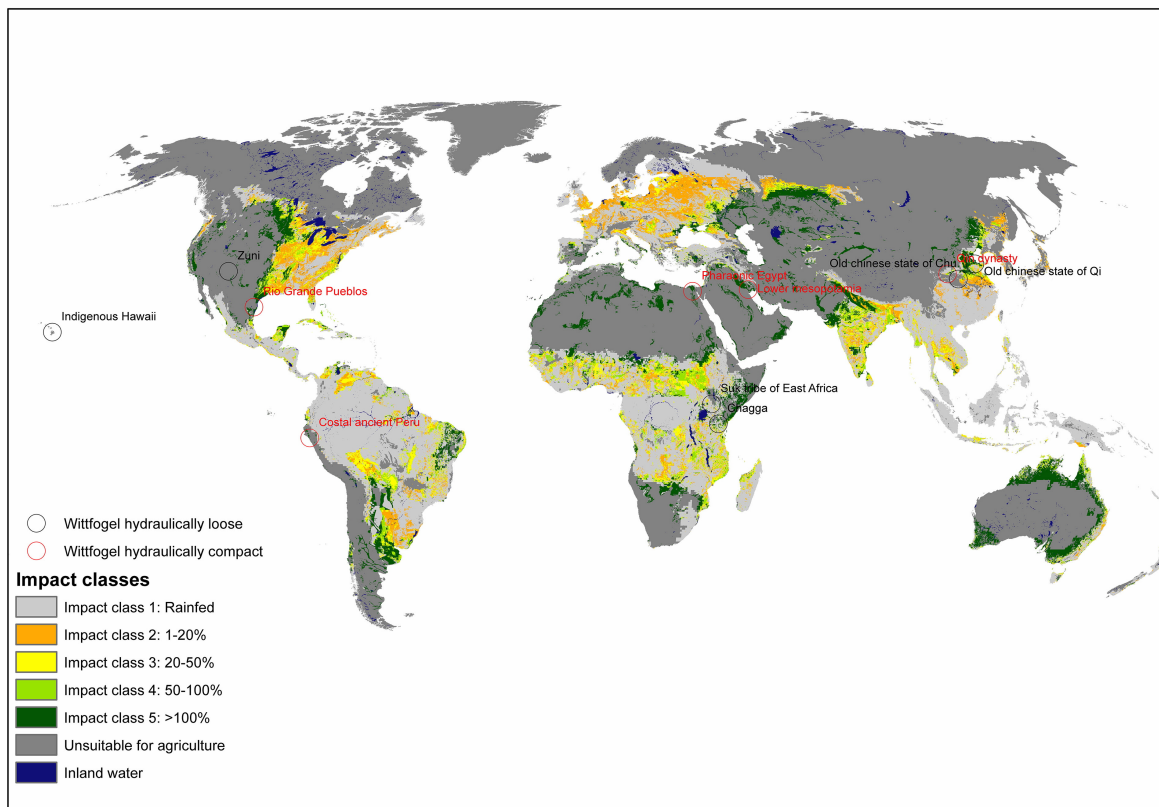 Zuni
Rio Grande Pueblos
Indigenous Hawaii
Costal ancient Peru
Pharaonic Egypt
Lower mesopotamia
Old chinese state of Chu
dynasty
Old chinese state of Qi
Suk tribe of East Africa
Chagga
Wittfogel hydraulically loose
Wittfogel hydraulically compact
Impact classes
Impact class 1: Rainfed
Impact class 2: 1-20%
Impact class 3: 20-50%
Impact class 4: 50-100%
Impact class 5: >100%
Unsuitable for agriculture
Inland water